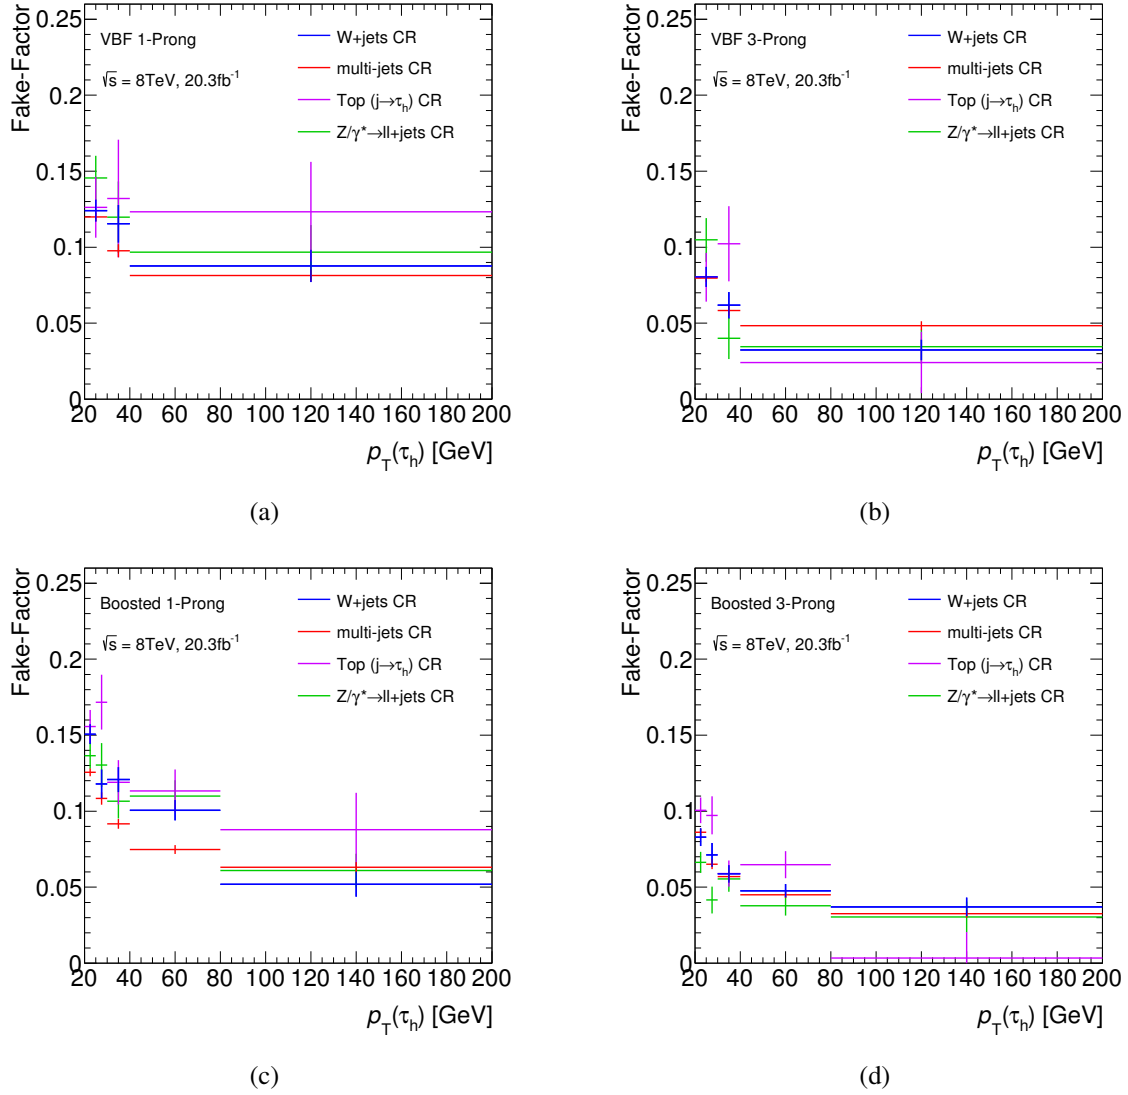 Fake-Factor
0.25
0.2
0.15
0.1
0.05
0
VBF 1-Prong
√s = 8TeV, 20.3fb⁻¹
W+jets CR
multi-jets CR
Top (j→τₕ) CR
Z/γ*→ll+jets CR
20 40 60 80 100 120 140 160 180 200
p_T(τₕ) [GeV]
(a)
Fake-Factor
0.25
0.2
0.15
0.1
0.05
0
VBF 3-Prong
√s = 8TeV, 20.3fb⁻¹
W+jets CR
multi-jets CR
Top (j→τₕ) CR
Z/γ*→ll+jets CR
20 40 60 80 100 120 140 160 180 200
p_T(τₕ) [GeV]
(b)
Fake-Factor
0.25
0.2
0.15
0.1
0.05
0
Boosted 1-Prong
√s = 8TeV, 20.3fb⁻¹
W+jets CR
multi-jets CR
Top (j→τₕ) CR
Z/γ*→ll+jets CR
20 40 60 80 100 120 140 160 180 200
p_T(τₕ) [GeV]
(c)
Fake-Factor
0.25
0.2
0.15
0.1
0.05
0
Boosted 3-Prong
√s = 8TeV, 20.3fb⁻¹
W+jets CR
multi-jets CR
Top (j→τₕ) CR
Z/γ*→ll+jets CR
20 40 60 80 100 120 140 160 180 200
p_T(τₕ) [GeV]
(d)